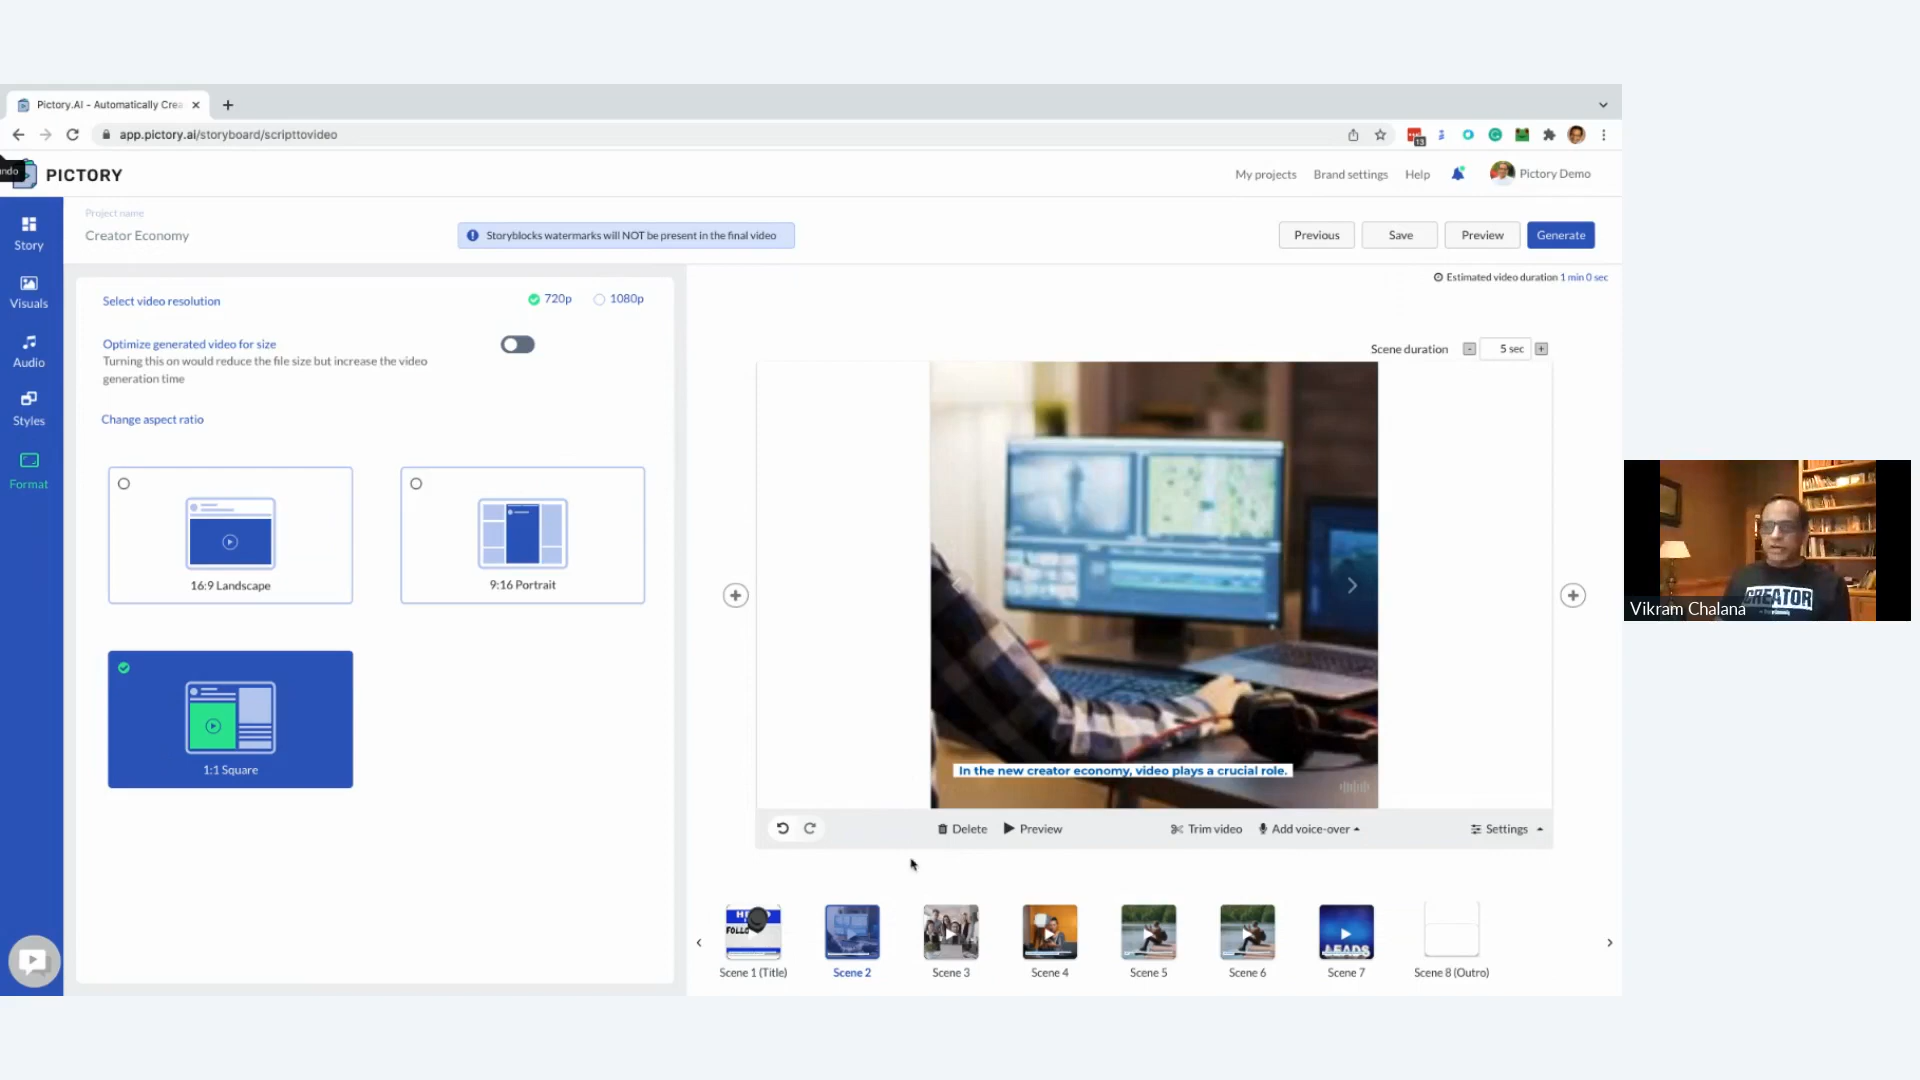 Pictory.AI - Automatically Crea
app.pictory.ai/storyboard/scripttovideo
13
ndo
PICTORY
My projects
Brand settings
Help
Pictory Demo
Project name
Creator Economy
Storyblocks watermarks will NOT be present in the final video
Previous
Save
Preview
Generate
Estimated video duration 1 min 0 sec
Story
Visuals
Audio
Styles
Format
Select video resolution
720p
1080p
Optimize generated video for size
Turning this on would reduce the file size but increase the video
generation time
Change aspect ratio
16:9 Landscape
9:16 Portrait
1:1 Square
Scene duration
5 sec
In the new creator economy, video plays a crucial role.
Delete
Preview
Trim video
Add voice-over
Settings
FOLLO
LEADS
Scene 1 (Title)
Scene 2
Scene 3
Scene 4
Scene 5
Scene 6
Scene 7
Scene 8 (Outro)
CREATOR
Vikram Chalana